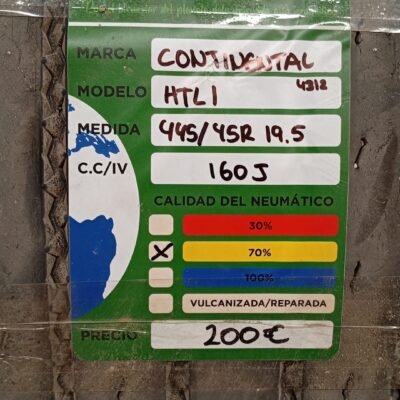 MARCA CONTINENTAL
MODELO HTL1 4312
MEDIDA 445/45R 19.5
C.C/IV 160J
CALIDAD DEL NEUMÁTICO
30%
X 70%
100%
VULCANIZADA/REPARADA
PRECIO 200€